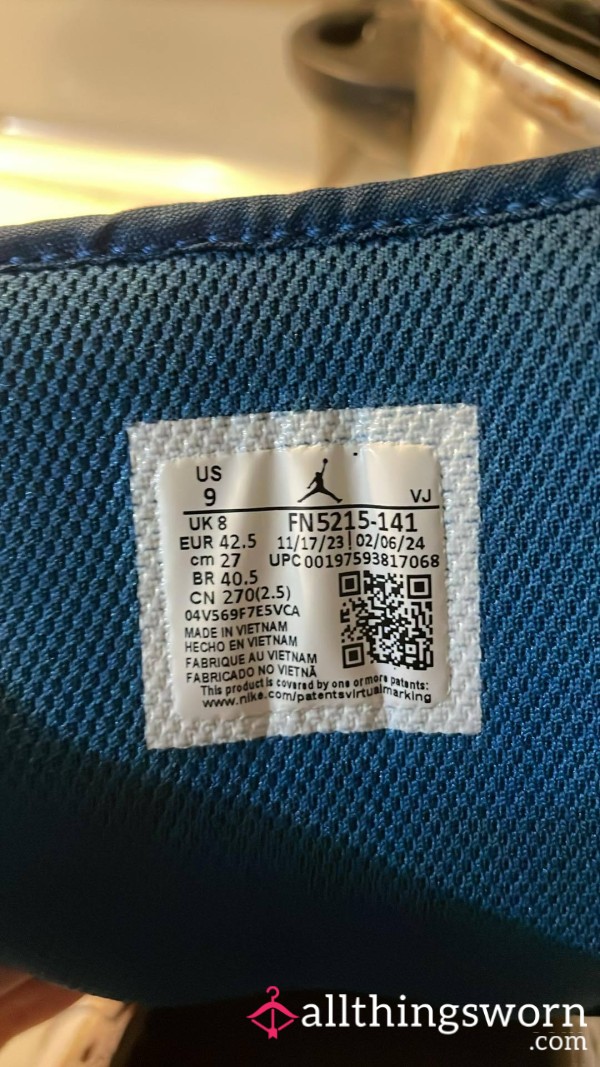 US
9
VJ
UK 8
FN5215-141
EUR 42.5
11/17/23 | 02/06/24
cm 27
UPC 00197593817068
BR 40.5
CN 270(2.5)
04V569F7E5VCA
MADE IN VIETNAM
HECHO EN VIETNAM
FABRIQUE AU VIETNAM
FABRICADO NO VIETNÃ
This product is covered by one or more patents:
www.nike.com/patentsvirtualmarking
allthingsworn
.com